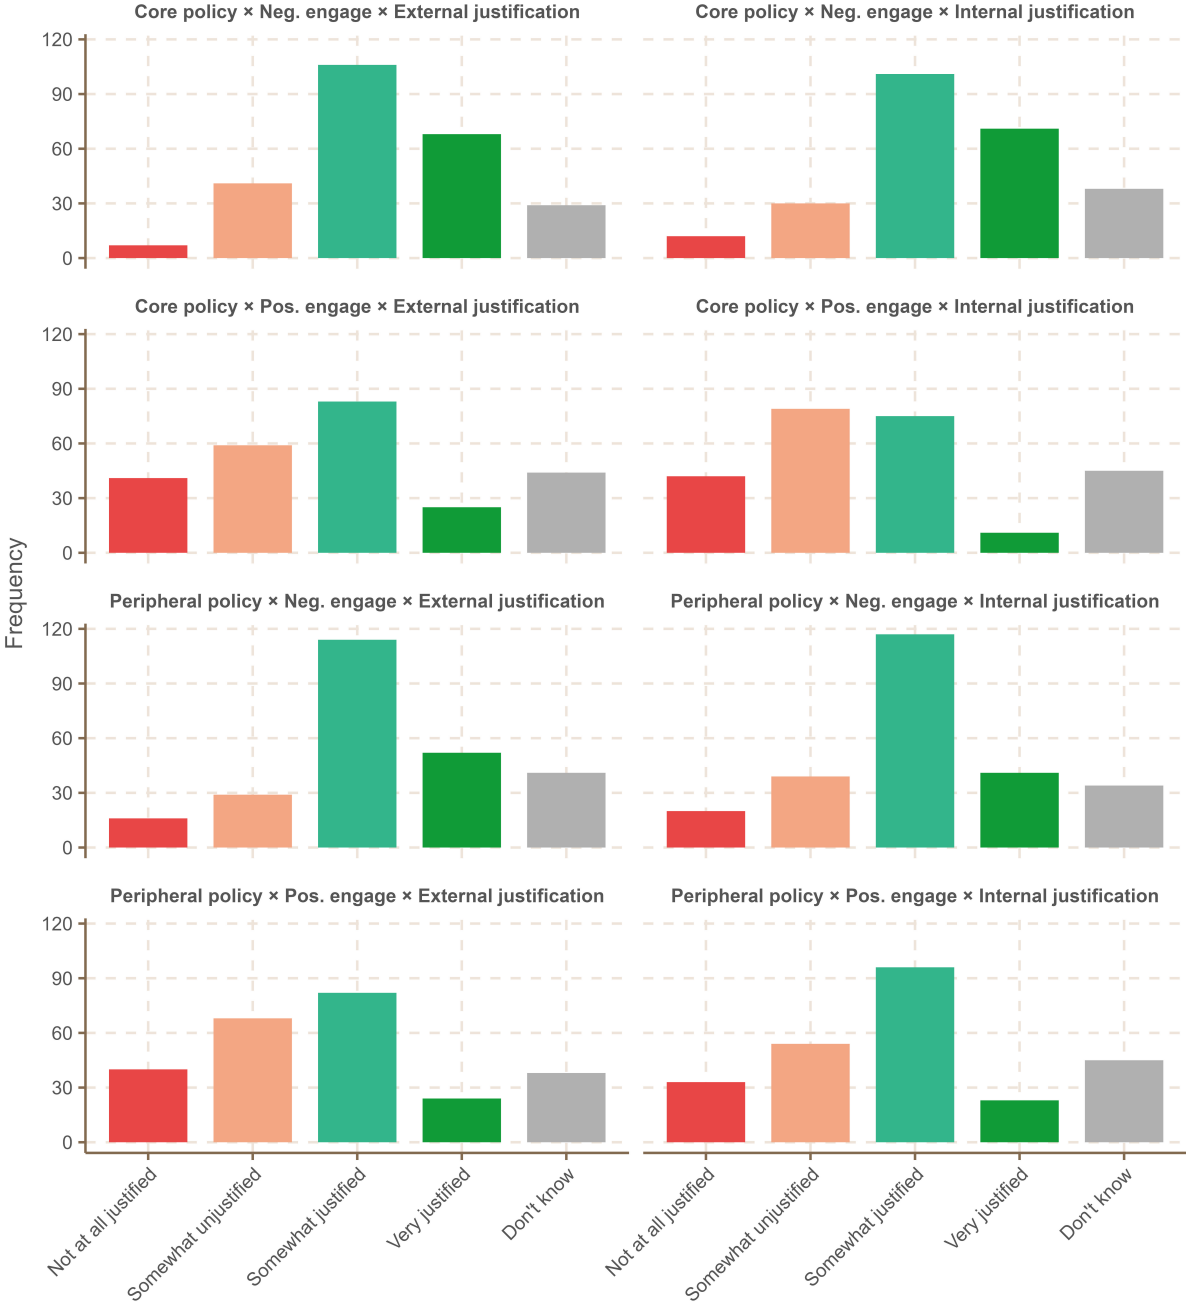 Core policy × Neg. engage × External justification
Core policy × Neg. engage × Internal justification
120
90
60
30
0
Core policy × Pos. engage × External justification
Core policy × Pos. engage × Internal justification
120
90
60
30
0
Frequency
Peripheral policy × Neg. engage × External justification
Peripheral policy × Neg. engage × Internal justification
120
90
60
30
0
Peripheral policy × Pos. engage × External justification
Peripheral policy × Pos. engage × Internal justification
120
90
60
30
0
Not at all justified
Somewhat unjustified
Somewhat justified
Very justified
Don't know
Not at all justified
Somewhat unjustified
Somewhat justified
Very justified
Don't know